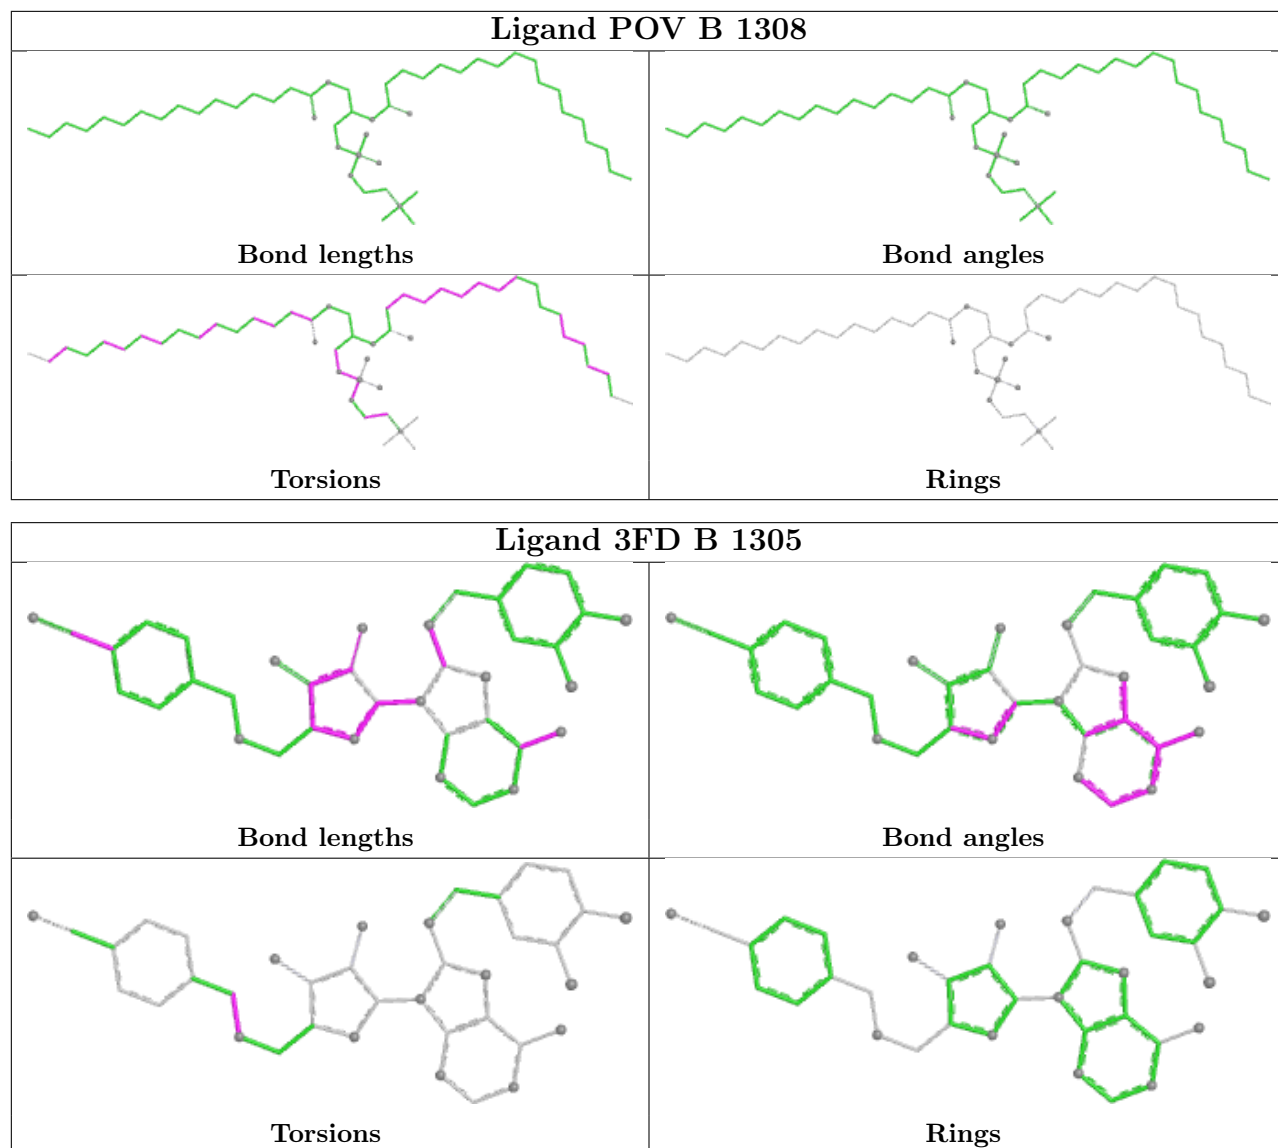 Ligand POV B 1308
Bond lengths
Bond angles
Torsions
Rings
Ligand 3FD B 1305
Bond lengths
Bond angles
Torsions
Rings